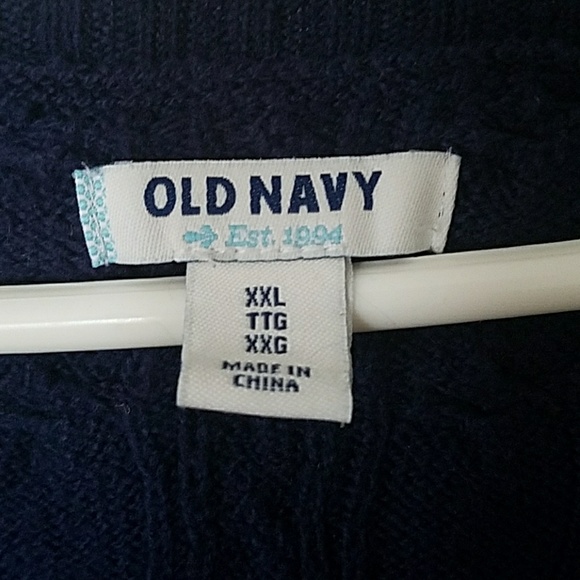 OLD NAVY
Est. 1994
XXL
TTG
XXG
MADE IN
CHINA